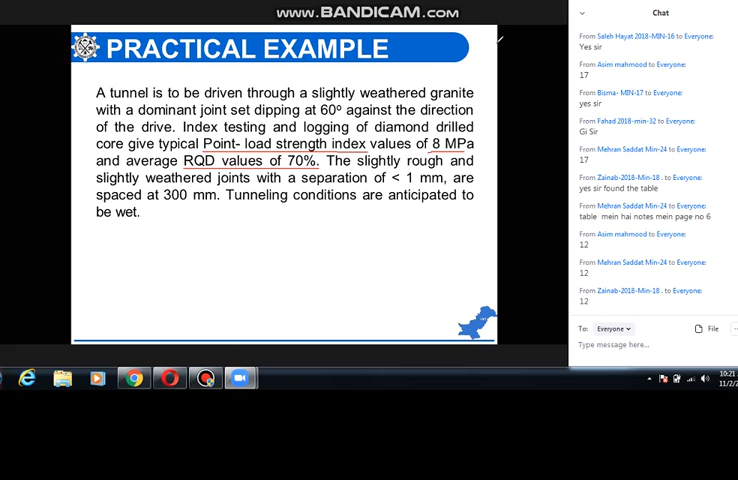 www.BANDICAM.com
PRACTICAL EXAMPLE
A tunnel is to be driven through a slightly weathered granite
with a dominant joint set dipping at 60º against the direction
of the drive. Index testing and logging of diamond drilled
core give typical Point- load strength index values of 8 MPa
and average RQD values of 70%. The slightly rough and
slightly weathered joints with a separation of < 1 mm, are
spaced at 300 mm. Tunneling conditions are anticipated to
be wet.
Chat
From Saleh Hayat 2018-MIN-16 to Everyone:
Yes sir
From Asim mahmood to Everyone:
17
From Bisma- MIN-17 to Everyone:
yes sir
From Fahad 2018-min-32 to Everyone:
Gi Sir
From Mehran Saddat Min-24 to Everyone:
17
From Zainab-2018-Min-18 . to Everyone:
yes sir found the table
From Mehran Saddat Min-24 to Everyone:
table mein hai notes mein page no 6
From Asim mahmood to Everyone:
12
From Mehran Saddat Min-24 to Everyone:
12
From Zainab-2018-Min-18 . to Everyone:
12
To: Everyone File
Type message here...
10:21
11/2/2